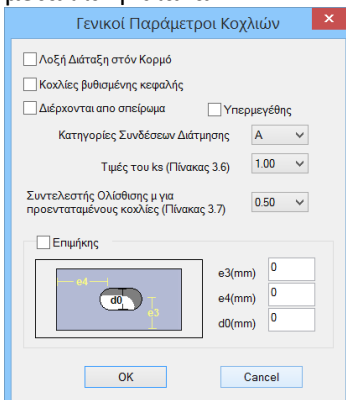 Γενικοί Παράμετροι Κοχλιών
Λοξή Διάταξη στόν Κορμό
Κοχλίες βυθισμένης κεφαλής
Διέρχονται απο σπείρωμα Υπερμεγέθης
Κατηγορίες Συνδέσεων Διάτμησης A
Τιμές του ks (Πίνακας 3.6) 1.00
Συντελεστής Ολίσθισης μ για
προενταταμένους κοχλίες (Πίνακας 3.7) 0.50
Επιμήκης
e4
d0
e3
e3(mm) 0
e4(mm) 0
d0(mm) 0
OK Cancel